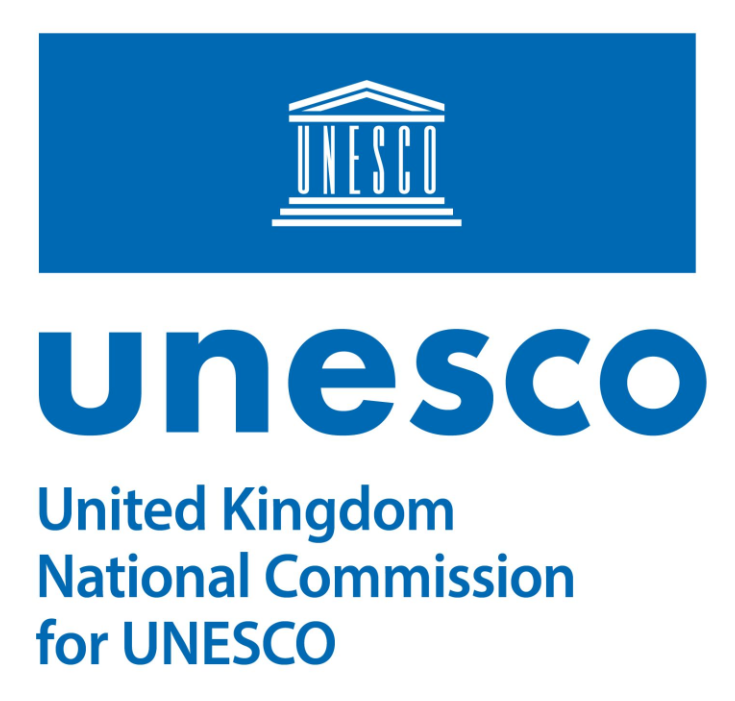 UNESCO
unesco
United Kingdom
National Commission
for UNESCO